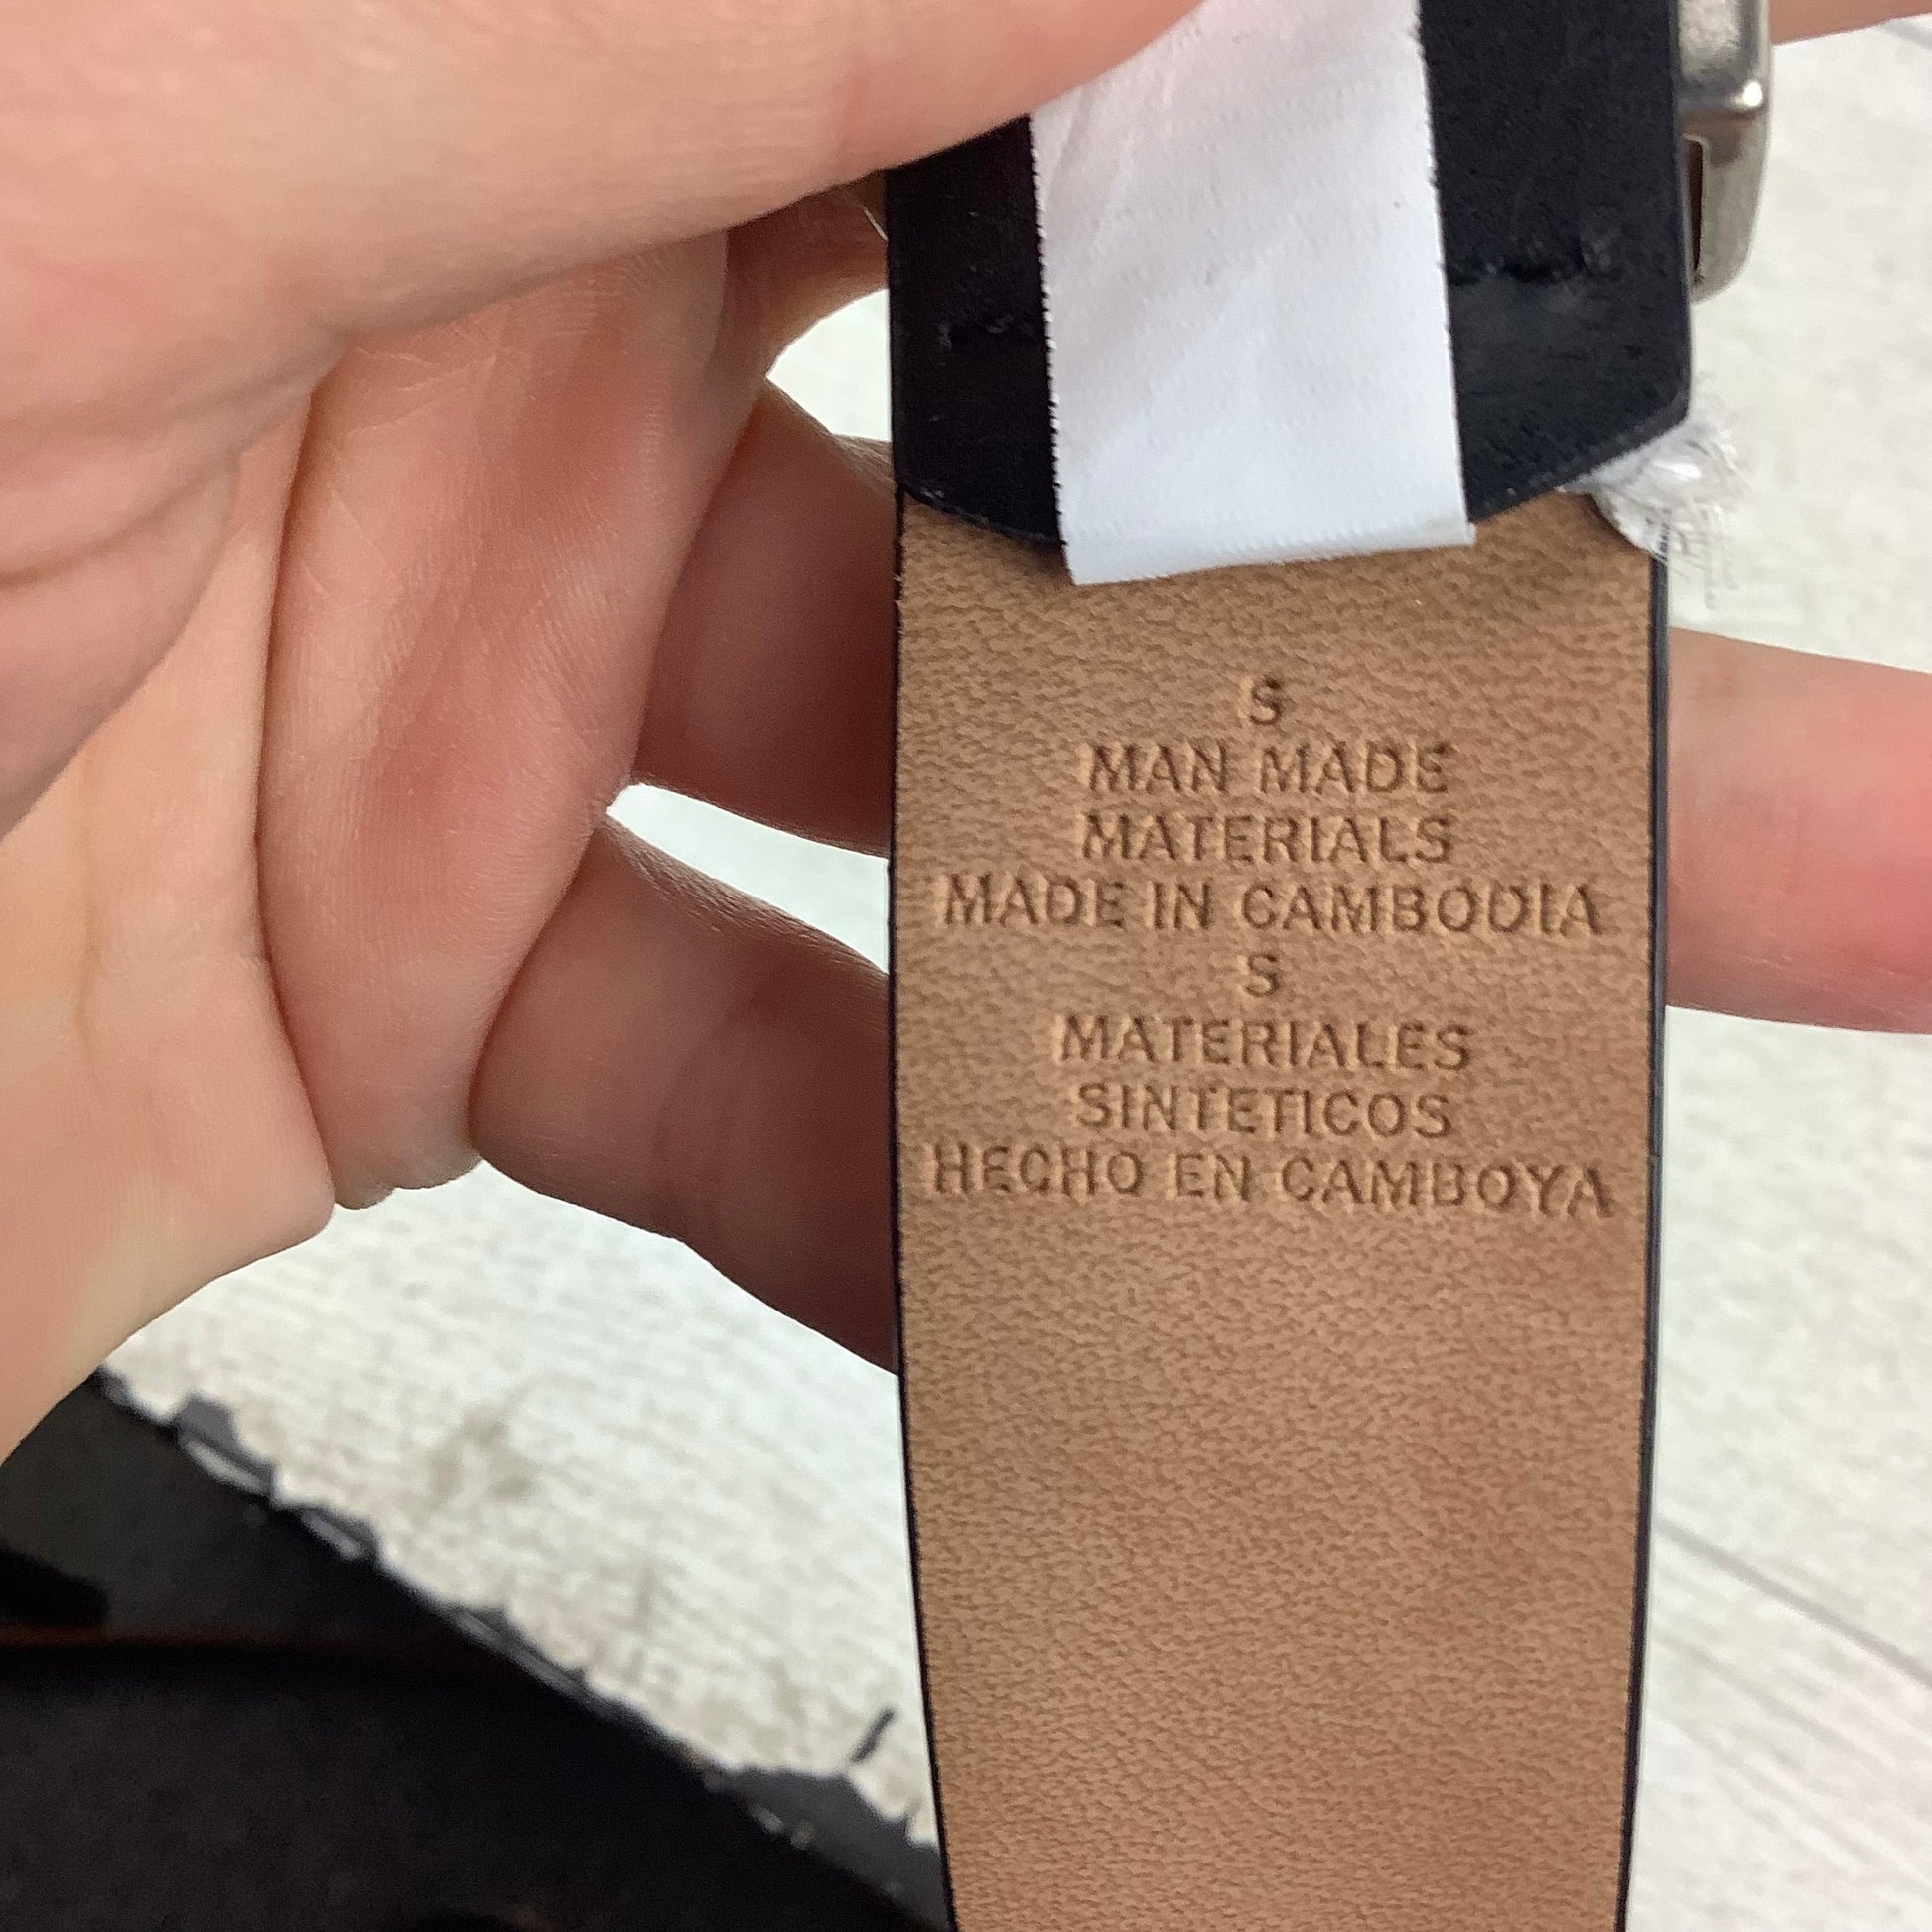 S
MAN MADE
MATERIALS
MADE IN CAMBODIA
S
MATERIALES
SINTETICOS
HECHO EN CAMBOYA